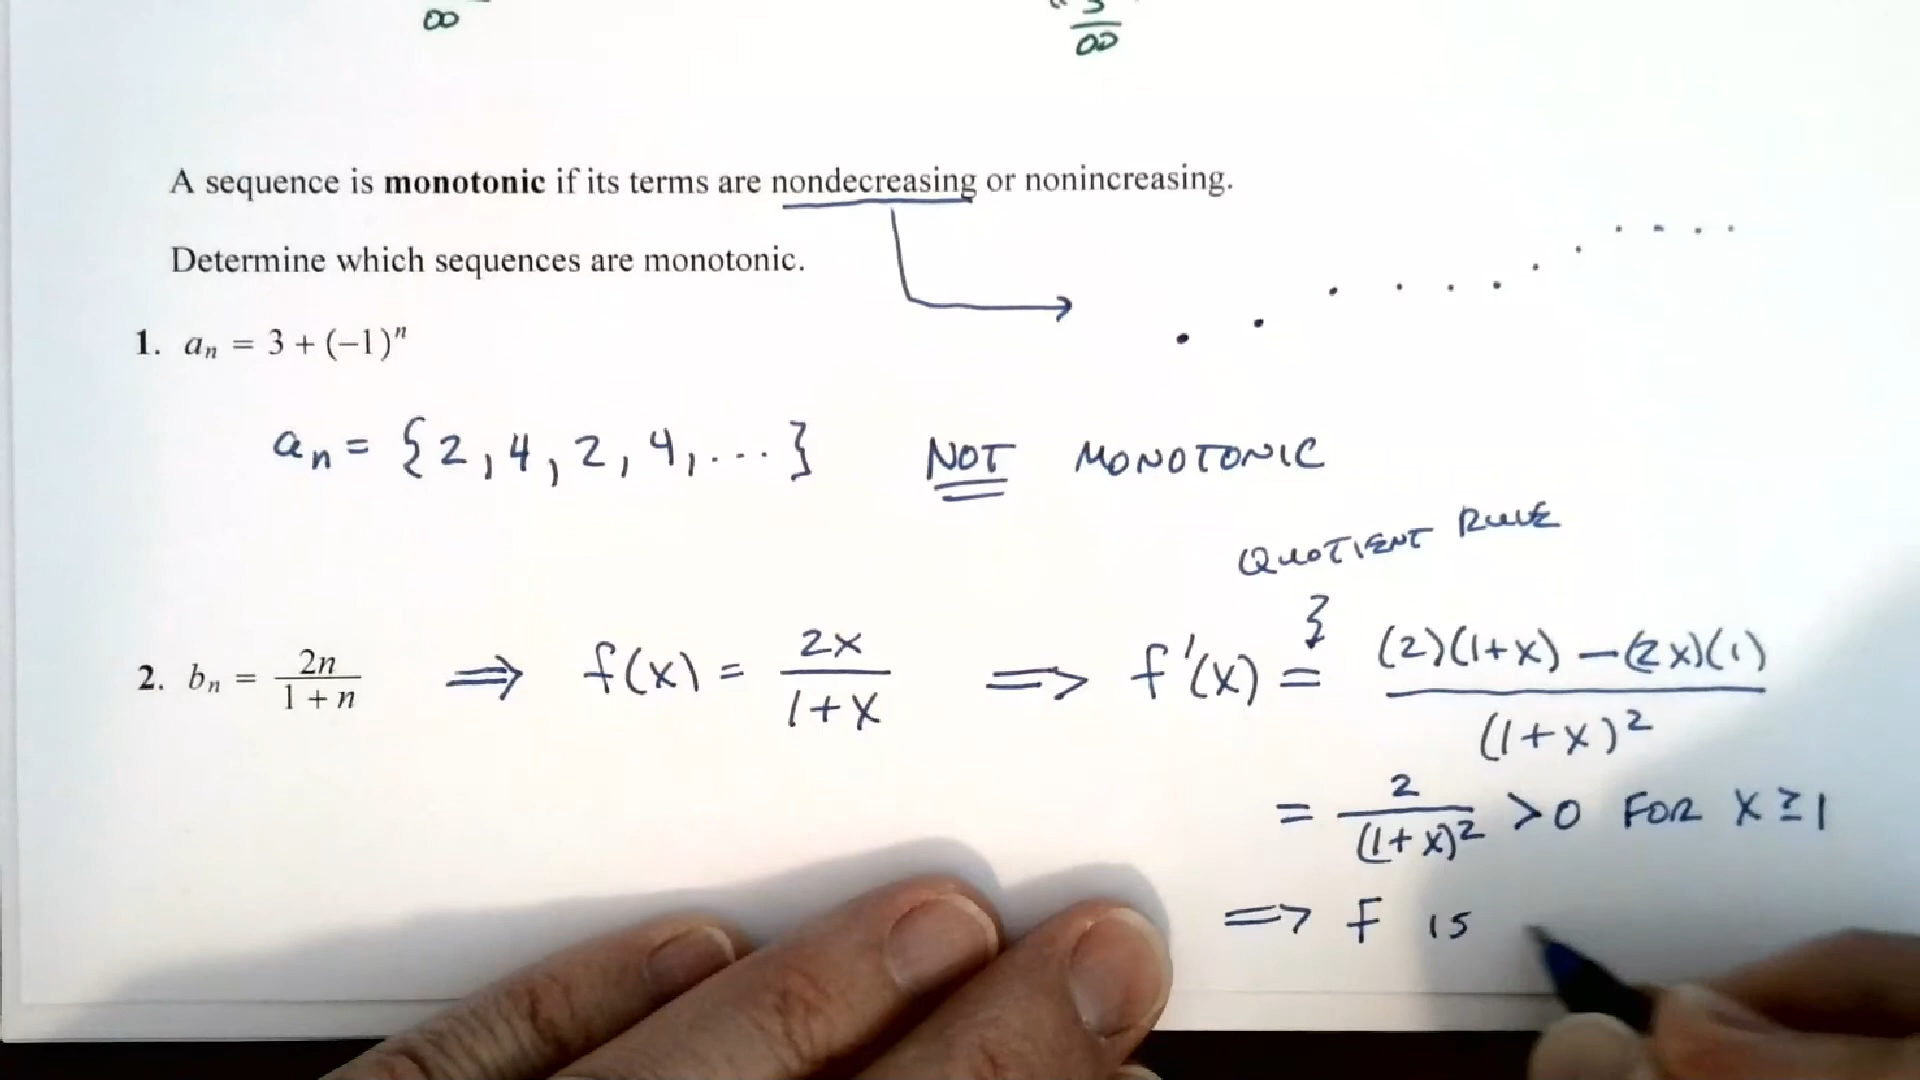 ∞
3/∞
A sequence is monotonic if its terms are nondecreasing or nonincreasing.
Determine which sequences are monotonic.
1. aₙ = 3 + (−1)ⁿ
aₙ = {2, 4, 2, 4, ...} NOT MONOTONIC
QUOTIENT RULE
2. bₙ = 2n/(1 + n) ⇒ f(x) = 2x/(1+x) ⇒ f'(x) = ((2)(1+x) − (2x)(1))/(1+x)²
= 2/(1+x)² > 0 FOR x ≥ 1
⇒ f IS